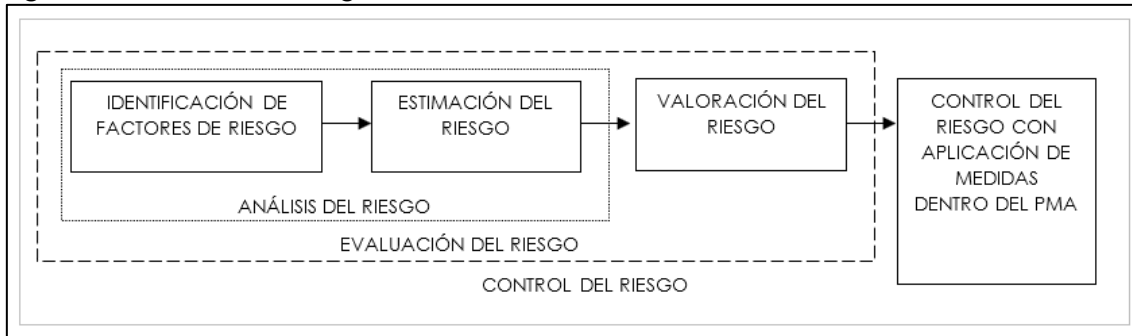 IDENTIFICACIÓN DE
FACTORES DE RIESGO
ESTIMACIÓN DEL
RIESGO
VALORACIÓN DEL
RIESGO
CONTROL DEL
RIESGO CON
APLICACIÓN DE
MEDIDAS
DENTRO DEL PMA
ANÁLISIS DEL RIESGO
EVALUACIÓN DEL RIESGO
CONTROL DEL RIESGO